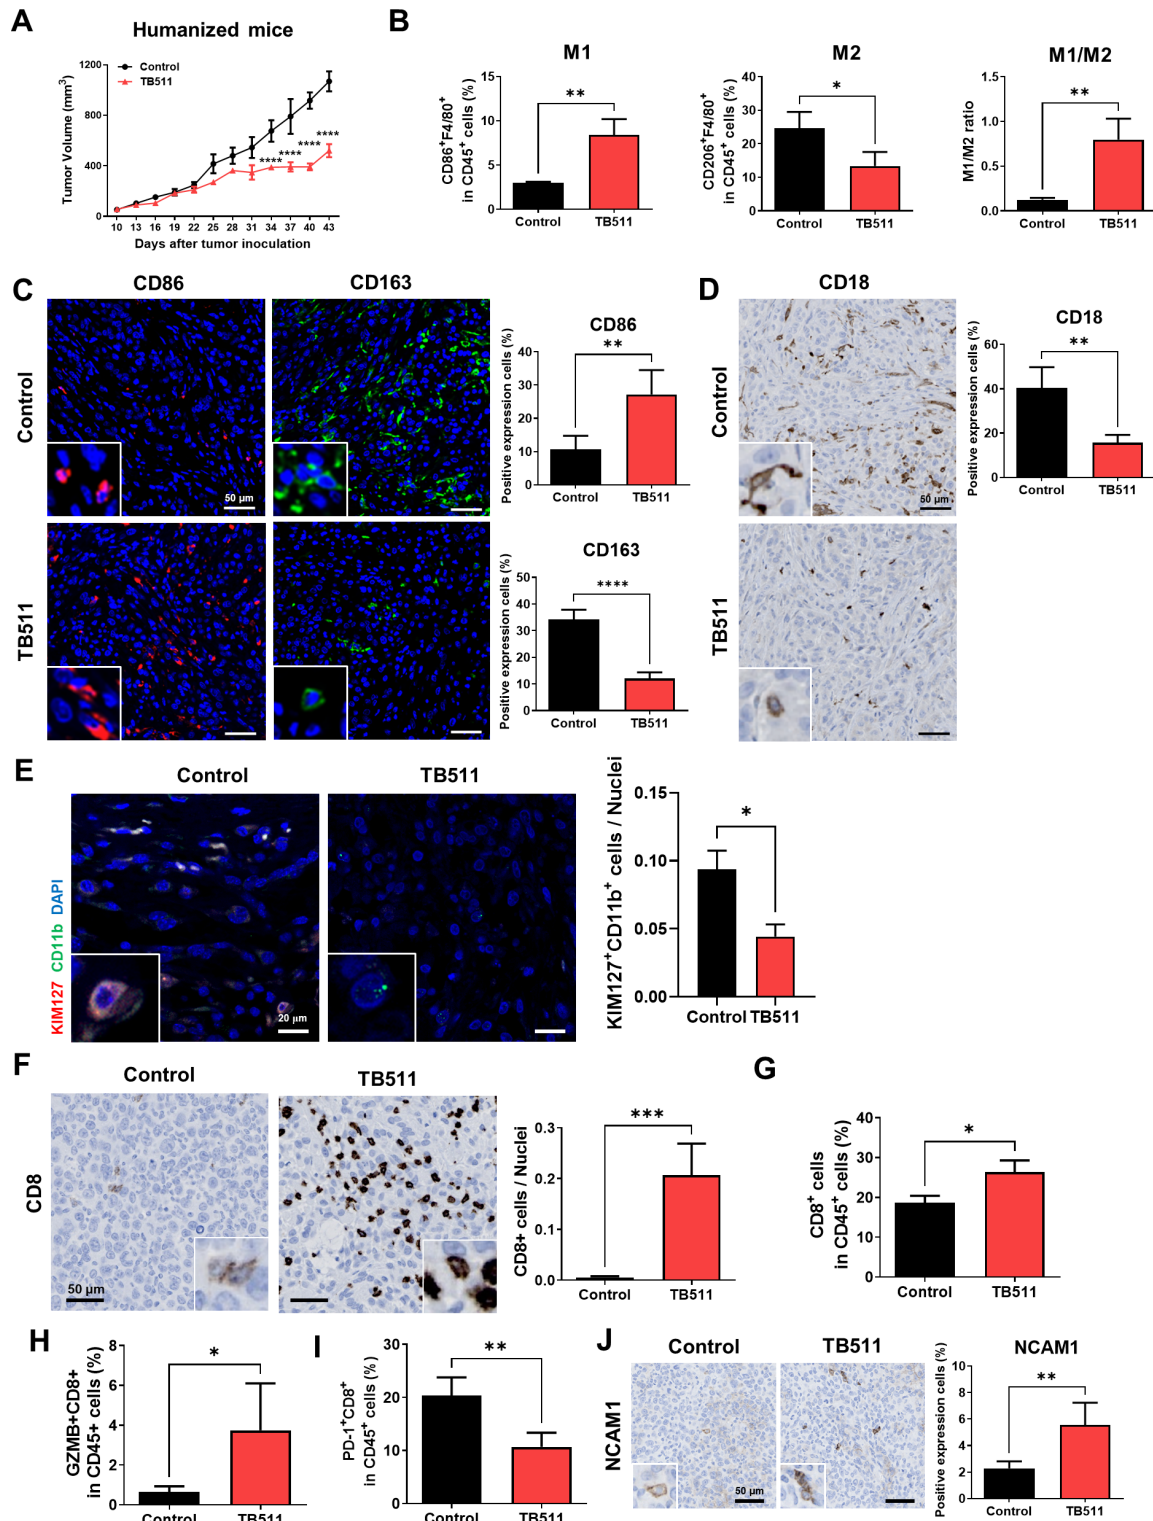 A
Humanized mice
Control
TB511
Tumor Volume (mm³)
1200
800
400
0
****
****
****
****
10 13 16 19 22 25 28 31 34 37 40 43
Days after tumor inoculation
B
M1
CD86⁺F4/80⁺
in CD45⁺ cells (%)
15
10
5
0
**
Control TB511
M2
CD206⁺F4/80⁺
in CD45⁺ cells (%)
40
30
20
10
0
*
Control TB511
M1/M2
M1/M2 ratio
1.5
1.0
0.5
0.0
**
Control TB511
C
CD86 CD163
Control
50 µm
TB511
CD86
Positive expression cells (%)
40
30
20
10
0
**
Control TB511
CD163
Positive expression cells (%)
50
40
30
20
10
0
****
Control TB511
D
CD18
Control
50 µm
TB511
CD18
Positive expression cells (%)
60
40
20
0
**
Control TB511
E
Control TB511
KIM127 CD11b DAPI
20 µm
KIM127⁺CD11b⁺ cells / Nuclei
0.15
0.10
0.05
0.00
*
Control TB511
F
Control TB511
CD8
50 µm
CD8+ cells / Nuclei
0.3
0.2
0.1
0.0
***
Control TB511
G
CD8⁺ cells
in CD45⁺ cells (%)
40
30
20
10
0
*
Control TB511
H
GZMB+CD8+
in CD45+ cells (%)
8
6
4
2
0
*
Control TB511
I
PD-1⁺CD8⁺
in CD45⁺ cells (%)
30
20
10
0
**
Control TB511
J
Control TB511
NCAM1
50 µm
NCAM1
Positive expression cells (%)
10
8
6
4
2
0
**
Control TB511